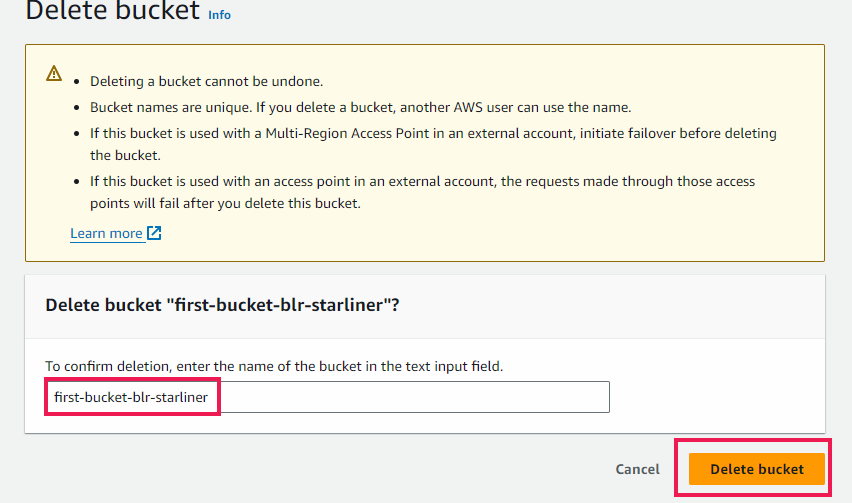 Delete bucket Info
Deleting a bucket cannot be undone.
Bucket names are unique. If you delete a bucket, another AWS user can use the name.
If this bucket is used with a Multi-Region Access Point in an external account, initiate failover before deleting
the bucket.
If this bucket is used with an access point in an external account, the requests made through those access
points will fail after you delete this bucket.
Learn more
Delete bucket "first-bucket-blr-starliner"?
To confirm deletion, enter the name of the bucket in the text input field.
first-bucket-blr-starliner
Cancel Delete bucket